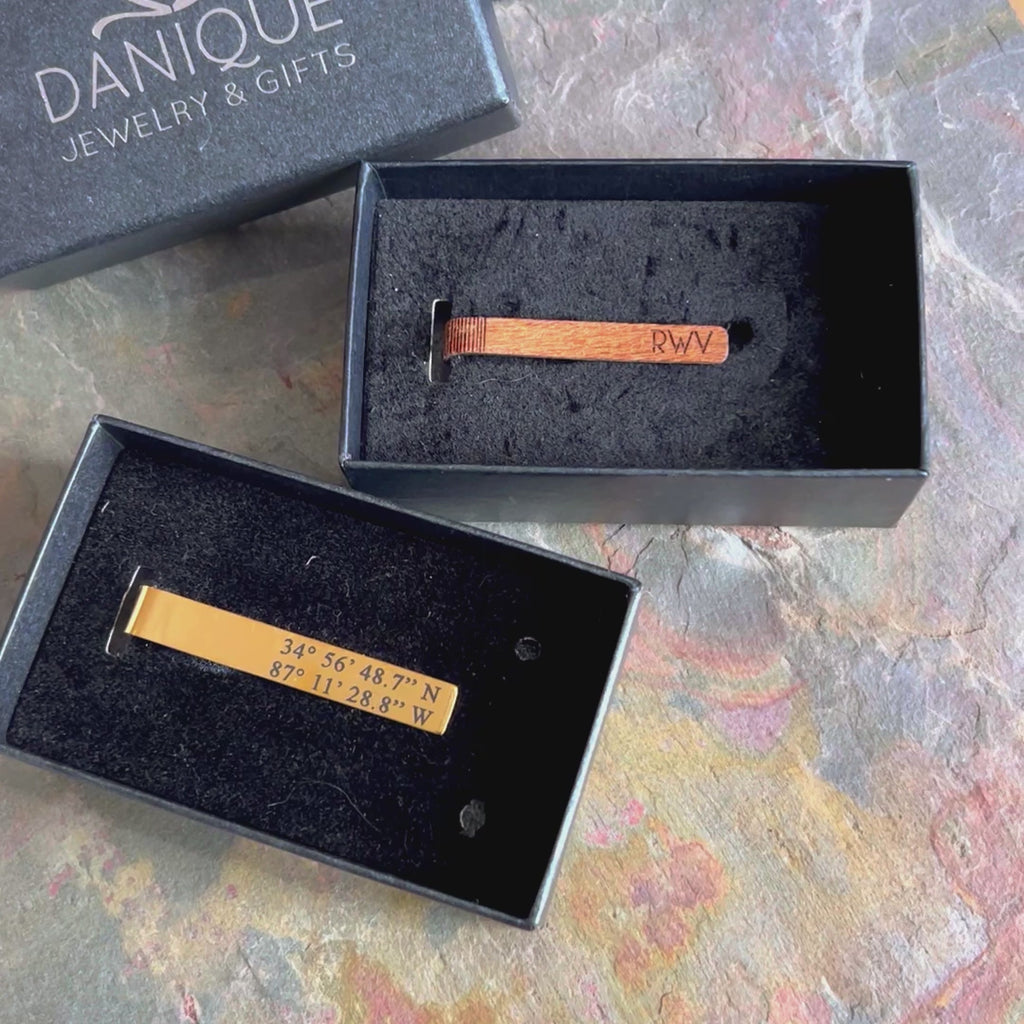 DANIQUE
JEWELRY & GIFTS
RWV
34° 56’ 48.7” N
87° 11’ 28.8” W